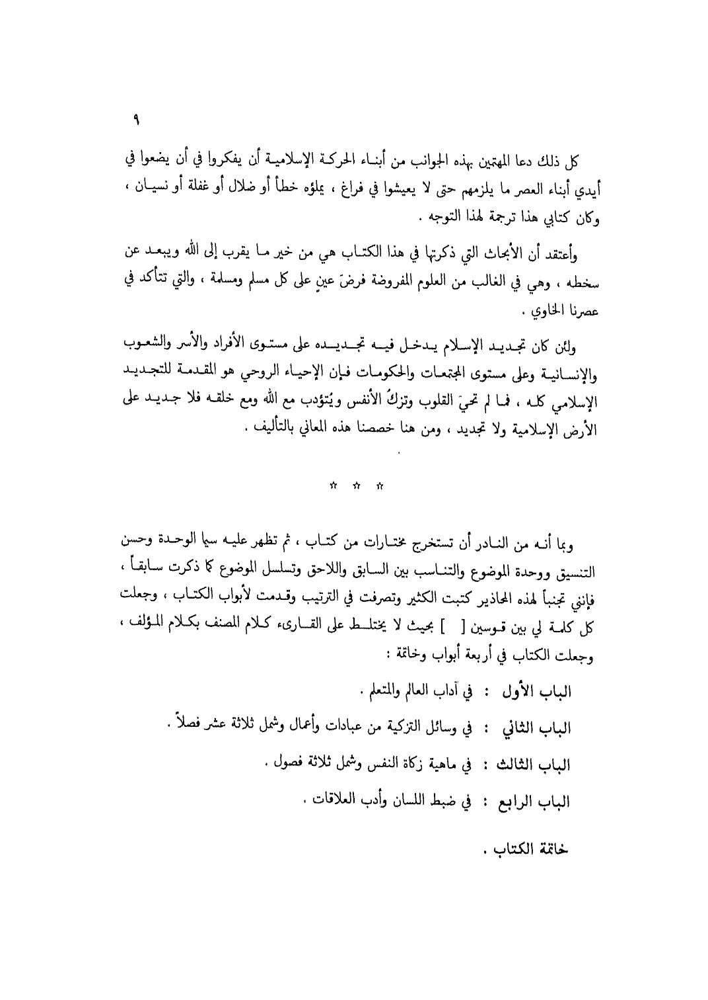 ٩
كل ذلك دعا المهتمين بهذه الجوانب من أبناء الحركة الإسلامية أن يفكروا في أن يضعوا في
أيدي أبناء العصر ما يلزمهم حتى لا يعيشوا في فراغ ، يملؤه خطأ أو ضلال أو غفلة أو نسيان ،
وكان كتابي هذا ترجمة لهذا التوجه .
وأعتقد أن الأبحاث التي ذكرتها في هذا الكتاب هي من خير ما يقرب إلى الله ويبعد عن
سخطه ، وهي في الغالب من العلوم المفروضة فرضَ عينٍ على كل مسلم ومسلمة ، والتي تتأكد في
عصرنا الخاوي .
ولئن كان تجديد الإسلام يدخل فيه تجديده على مستوى الأفراد والأسر والشعوب
والإنسانية وعلى مستوى المجتمعات والحكومات فإن الإحياء الروحي هو المقدمة للتجديد
الإسلامي كله ، فما لم تحيَ القلوب وتزكُ الأنفس ويُتؤدب مع الله ومع خلقه فلا جديد على
الأرض الإسلامية ولا تجديد ، ومن هنا خصصنا هذه المعاني بالتأليف .
☆ ☆ ☆
وبما أنه من النادر أن تستخرج مختارات من كتاب ، ثم تظهر عليه سيما الوحدة وحسن
التنسيق ووحدة الموضوع والتناسب بين السابق واللاحق وتسلسل الموضوع كما ذكرت سابقاً ،
فإنني تجنباً لهذه المحاذير كتبت الكثير وتصرفت في الترتيب وقدمت لأبواب الكتاب ، وجعلت
كل كلمة لي بين قوسين [ ] بحيث لا يختلط على القارىء كلام المصنف بكلام المؤلف ،
وجعلت الكتاب في أربعة أبواب وخاتمة :
الباب الأول : في آداب العالم والمتعلم .
الباب الثاني : في وسائل التزكية من عبادات وأعمال وشمل ثلاثة عشر فصلاً .
الباب الثالث : في ماهية زكاة النفس وشمل ثلاثة فصول .
الباب الرابع : في ضبط اللسان وأدب العلاقات .
خاتمة الكتاب .